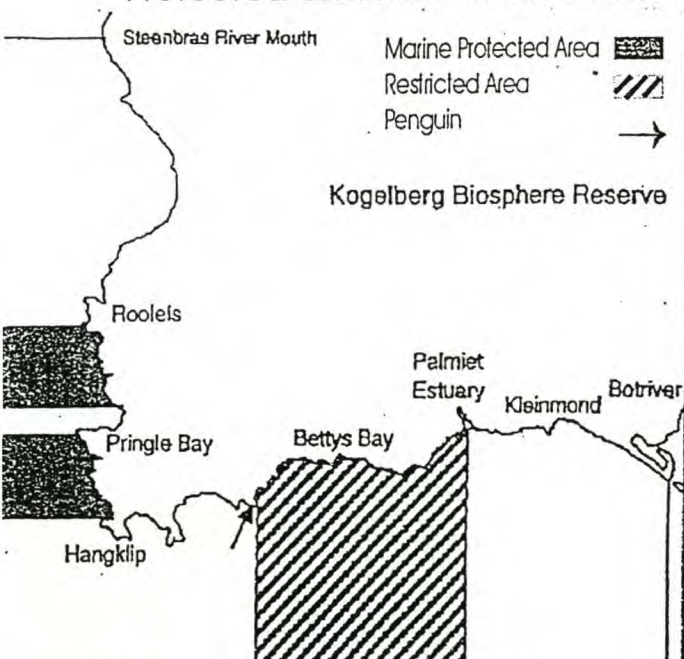 Steenbras River Mouth
Marine Protected Area
Restricted Area
Penguin
Kogelberg Biosphere Reserve
Rooiels
Pringle Bay
Hangklip
Bettys Bay
Palmiet
Estuary
Kleinmond
Botriver